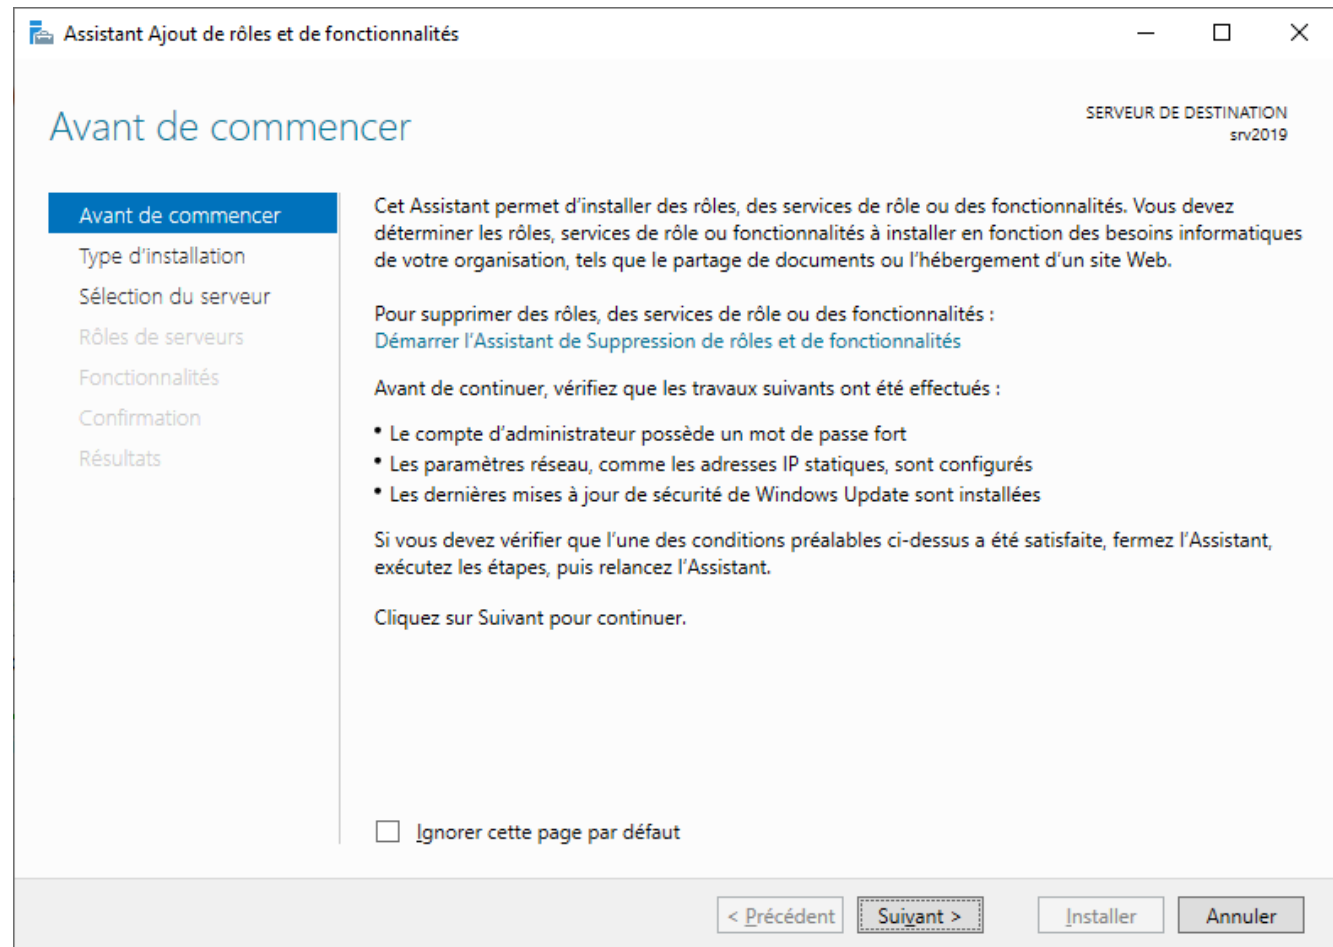 Assistant Ajout de rôles et de fonctionnalités
Avant de commencer
SERVEUR DE DESTINATION
srv2019
Avant de commencer
Type d’installation
Sélection du serveur
Rôles de serveurs
Fonctionnalités
Confirmation
Résultats
Cet Assistant permet d’installer des rôles, des services de rôle ou des fonctionnalités. Vous devez
déterminer les rôles, services de rôle ou fonctionnalités à installer en fonction des besoins informatiques
de votre organisation, tels que le partage de documents ou l’hébergement d’un site Web.
Pour supprimer des rôles, des services de rôle ou des fonctionnalités :
Démarrer l’Assistant de Suppression de rôles et de fonctionnalités
Avant de continuer, vérifiez que les travaux suivants ont été effectués :
• Le compte d’administrateur possède un mot de passe fort
• Les paramètres réseau, comme les adresses IP statiques, sont configurés
• Les dernières mises à jour de sécurité de Windows Update sont installées
Si vous devez vérifier que l’une des conditions préalables ci-dessus a été satisfaite, fermez l’Assistant,
exécutez les étapes, puis relancez l’Assistant.
Cliquez sur Suivant pour continuer.
Ignorer cette page par défaut
< Précédent
Suivant >
Installer
Annuler